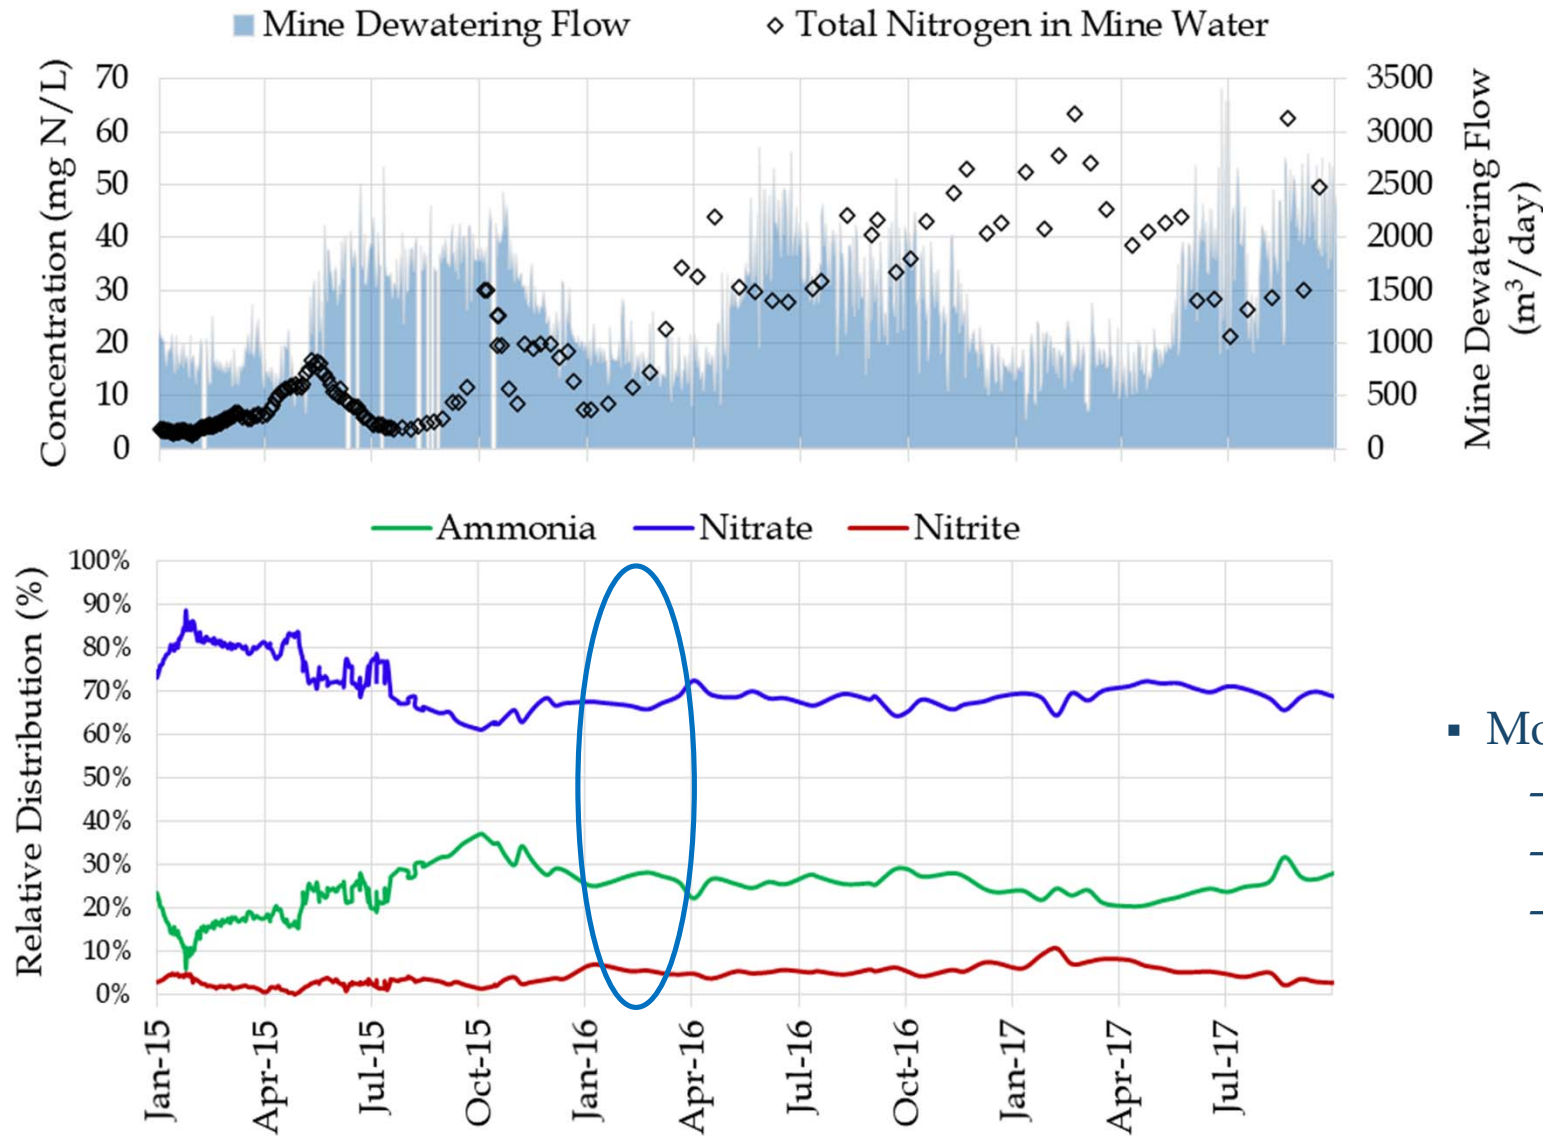 Mine Dewatering Flow
Total Nitrogen in Mine Water
Concentration (mg N/L)
70
60
50
40
30
20
10
0
3500
3000
2500
2000
1500
1000
500
0
Mine Dewatering Flow
(m³/day)
Ammonia
Nitrate
Nitrite
Relative Distribution (%)
100%
90%
80%
70%
60%
50%
40%
30%
20%
10%
0%
Jan-15
Apr-15
Jul-15
Oct-15
Jan-16
Apr-16
Jul-16
Oct-16
Jan-17
Apr-17
Jul-17